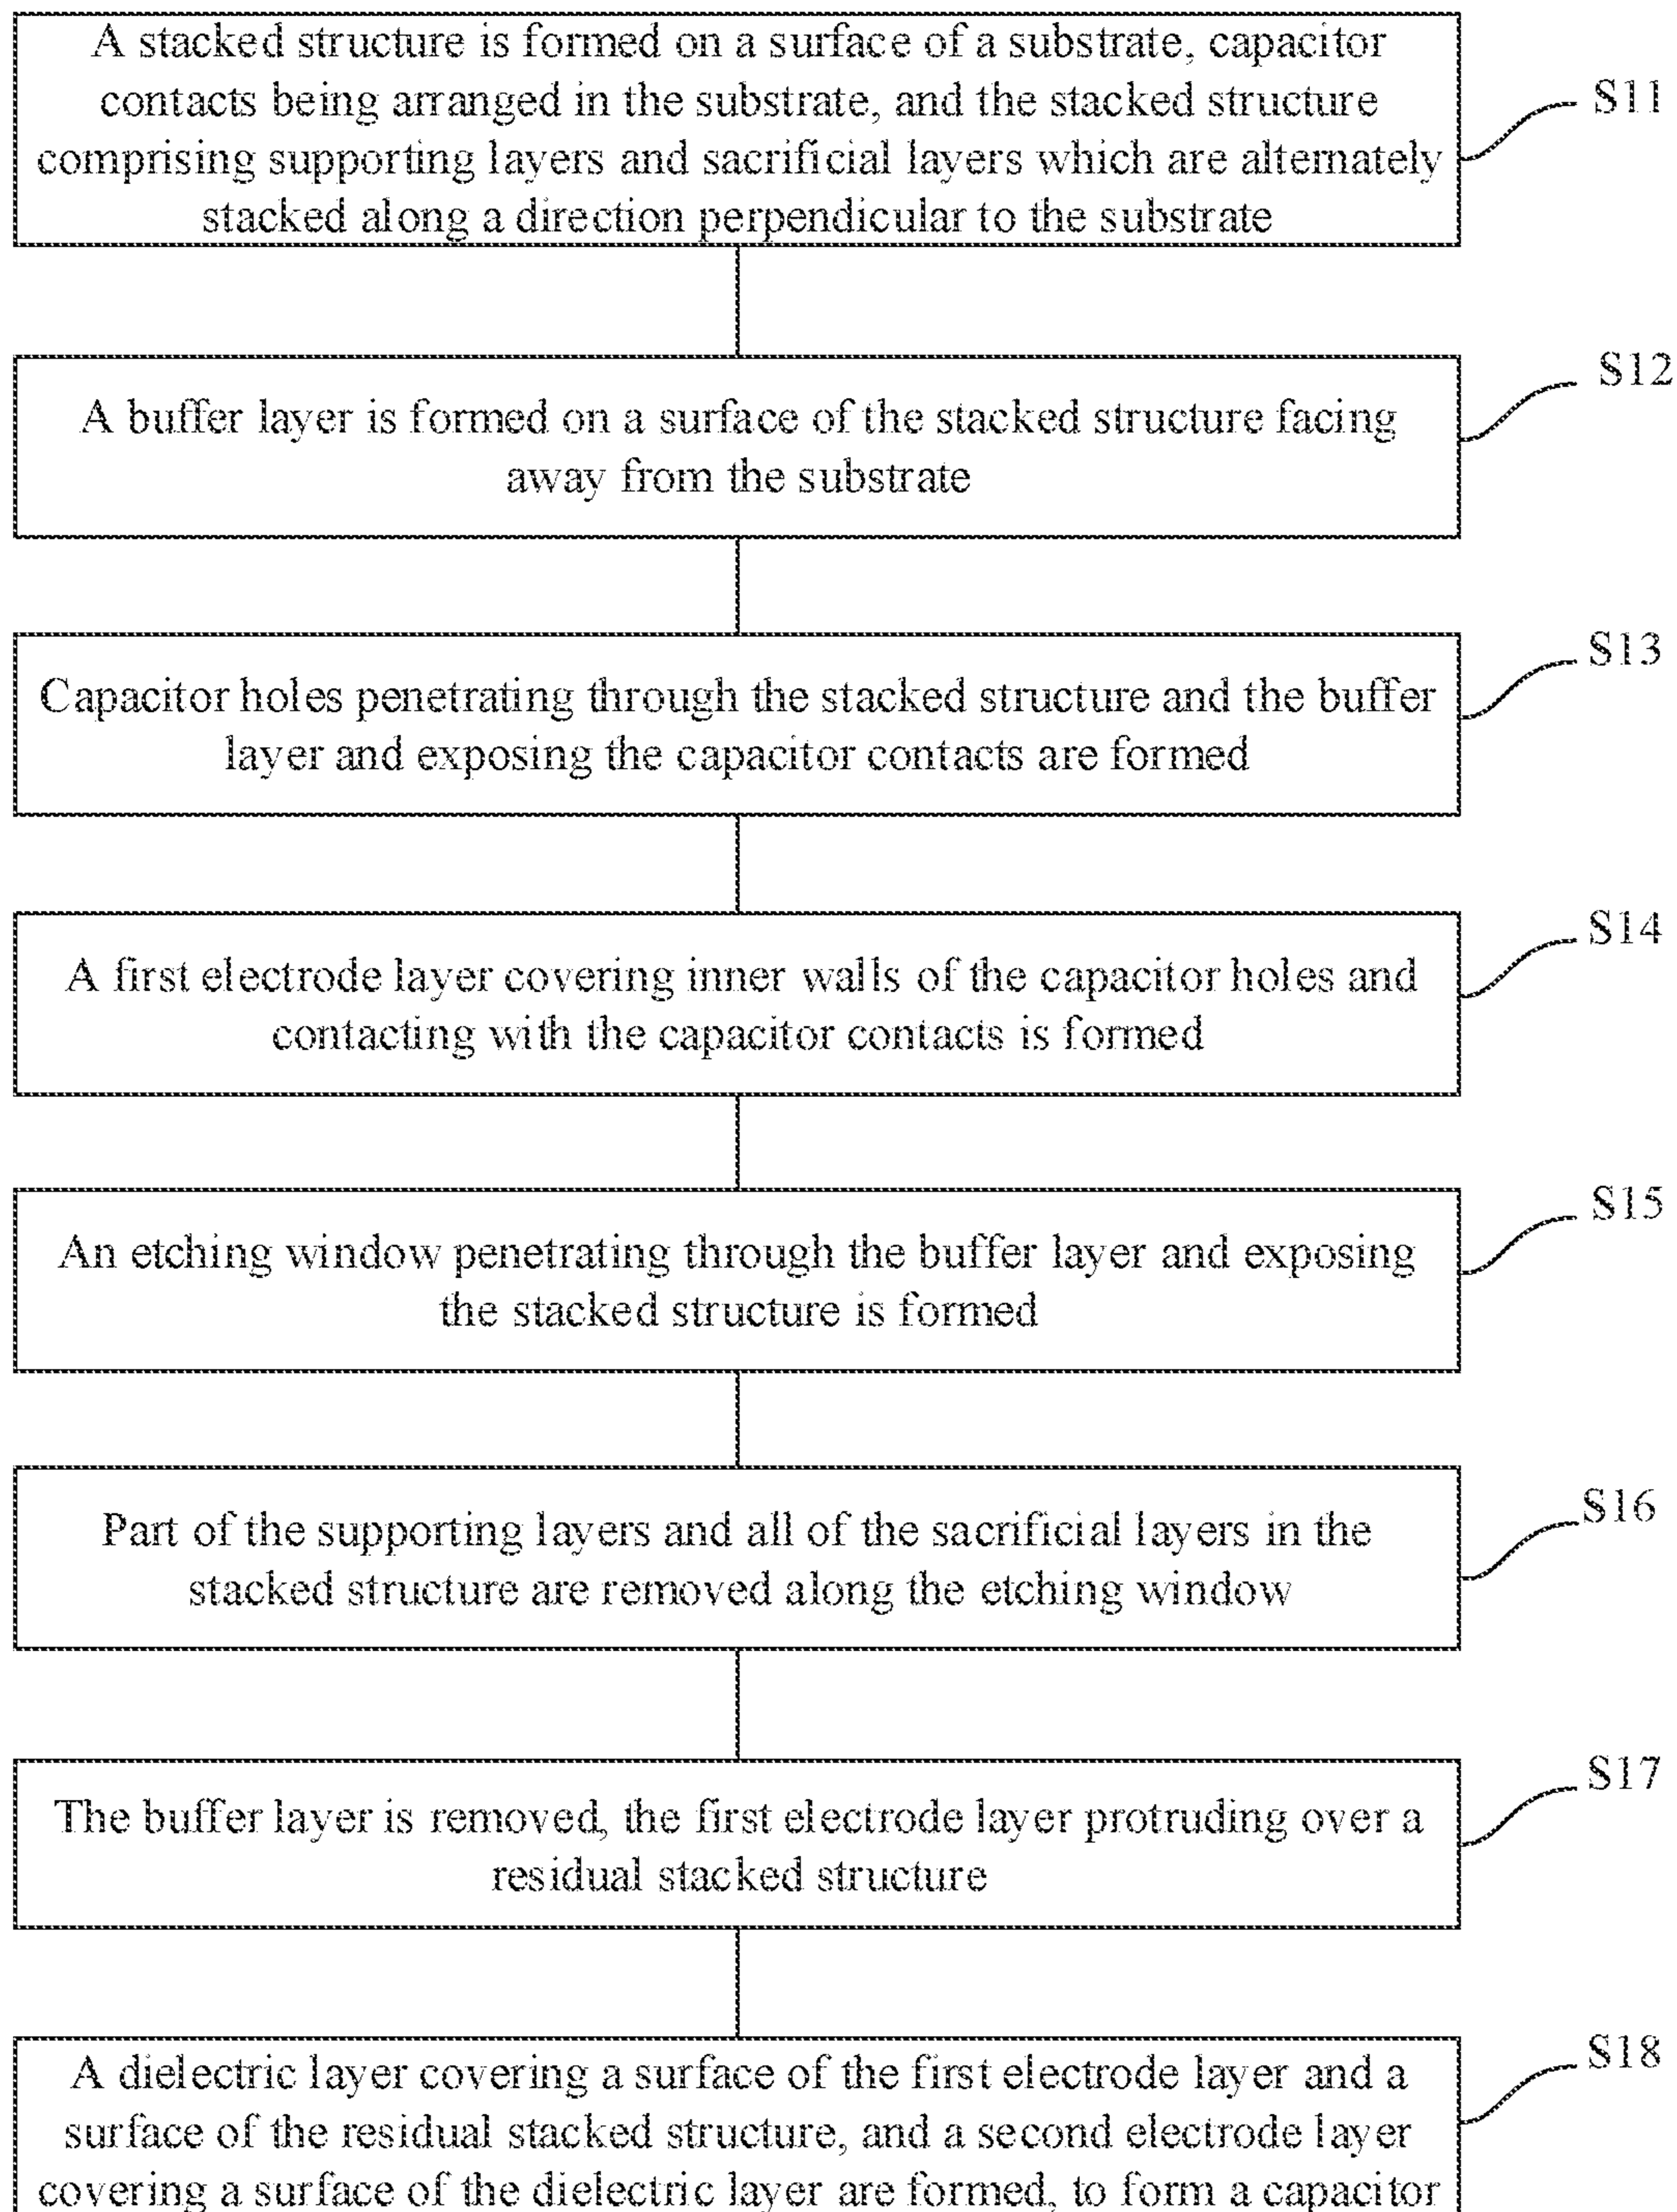 A stacked structure is formed on a surface of a substrate, capacitor
contacts being arranged in the substrate, and the stacked structure
comprising supporting layers and sacrificial layers which are alternately
stacked along a direction perpendicular to the substrate
S11
A buffer layer is formed on a surface of the stacked structure facing
away from the substrate
S12
Capacitor holes penetrating through the stacked structure and the buffer
layer and exposing the capacitor contacts are formed
S13
A first electrode layer covering inner walls of the capacitor holes and
contacting with the capacitor contacts is formed
S14
An etching window penetrating through the buffer layer and exposing
the stacked structure is formed
S15
Part of the supporting layers and all of the sacrificial layers in the
stacked structure are removed along the etching window
S16
The buffer layer is removed, the first electrode layer protruding over a
residual stacked structure
S17
A dielectric layer covering a surface of the first electrode layer and a
surface of the residual stacked structure, and a second electrode layer
covering a surface of the dielectric layer are formed, to form a capacitor
S18